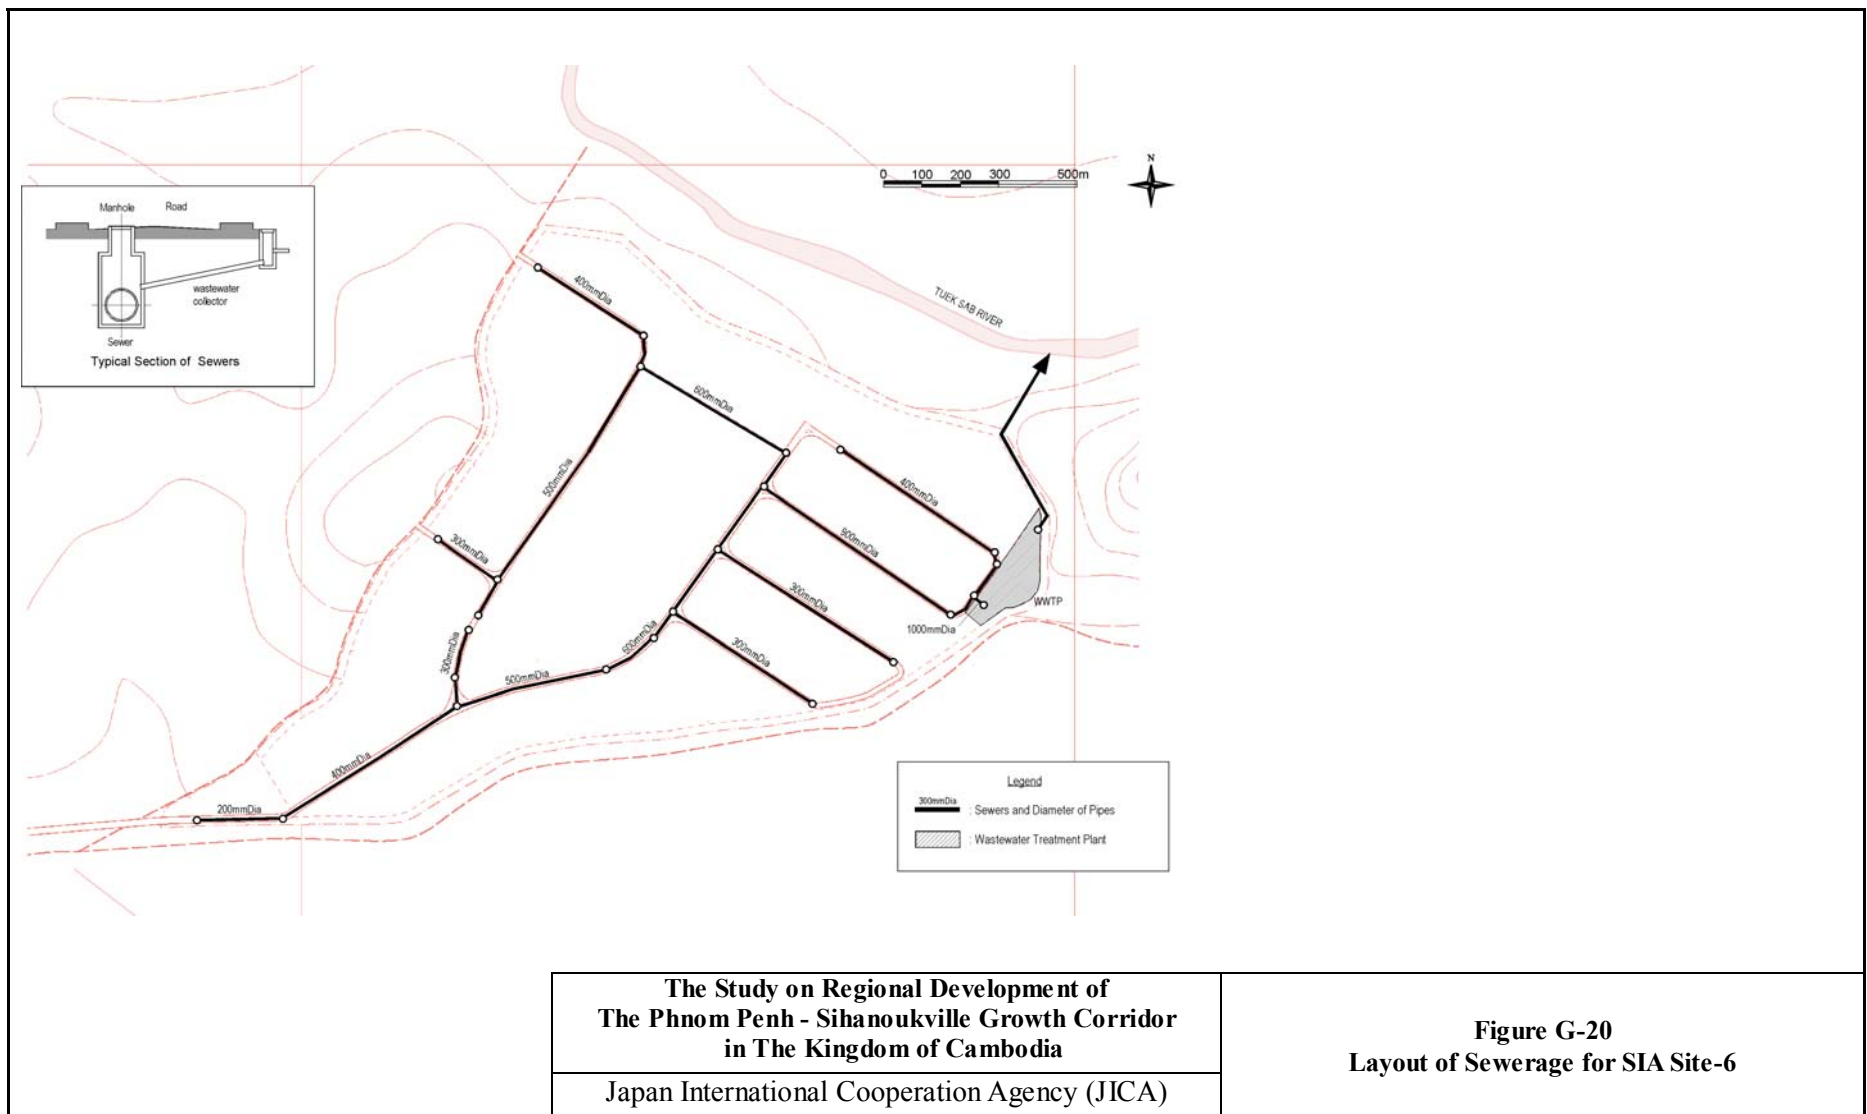 N
0 100 200 300 500m
Manhole Road
wastewater
collector
Sewer
Typical Section of Sewers
TUEK SAB RIVER
400mmDia
600mmDia
500mmDia
400mmDia
300mmDia
900mmDia
300mmDia
WWTP
1000mmDia
300mmDia
500mmDia
300mmDia
500mmDia
400mmDia
200mmDia
Legend
300mmDia
: Sewers and Diameter of Pipes
: Wastewater Treatment Plant
The Study on Regional Development of
The Phnom Penh - Sihanoukville Growth Corridor
in The Kingdom of Cambodia
Japan International Cooperation Agency (JICA)
Figure G-20
Layout of Sewerage for SIA Site-6